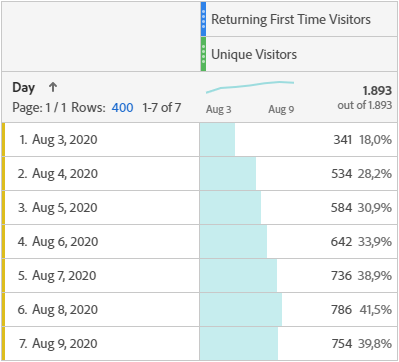 Returning First Time Visitors
Unique Visitors
Day ↑
Page: 1 / 1 Rows: 400 1-7 of 7
Aug 3 Aug 9
1.893
out of 1.893
1. Aug 3, 2020 341 18,0%
2. Aug 4, 2020 534 28,2%
3. Aug 5, 2020 584 30,9%
4. Aug 6, 2020 642 33,9%
5. Aug 7, 2020 736 38,9%
6. Aug 8, 2020 786 41,5%
7. Aug 9, 2020 754 39,8%